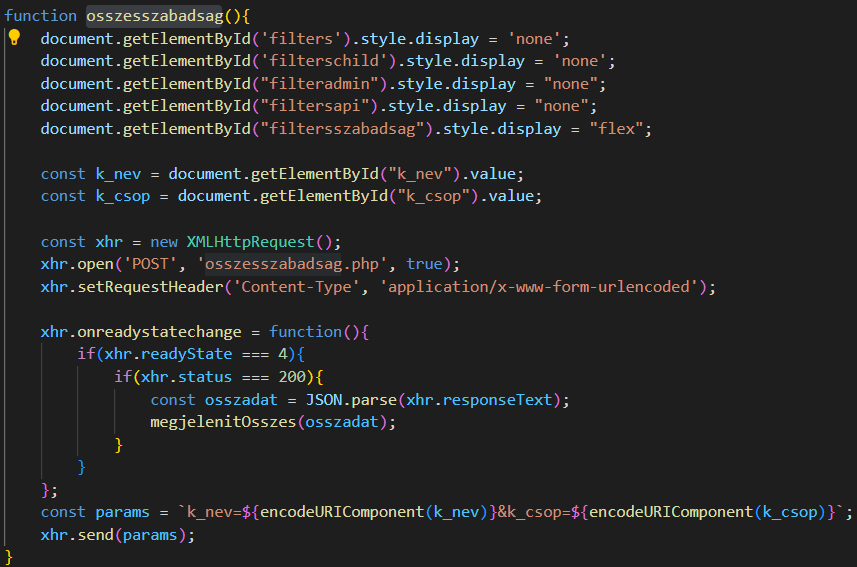 function osszesszabadsag(){
    document.getElementById('filters').style.display = 'none';
    document.getElementById('filterschild').style.display = 'none';
    document.getElementById("filteradmin").style.display = "none";
    document.getElementById("filtersapi").style.display = "none";
    document.getElementById("filtersszabadsag").style.display = "flex";

    const k_nev = document.getElementById("k_nev").value;
    const k_csop = document.getElementById("k_csop").value;

    const xhr = new XMLHttpRequest();
    xhr.open('POST', 'osszesszabadsag.php', true);
    xhr.setRequestHeader('Content-Type', 'application/x-www-form-urlencoded');

    xhr.onreadystatechange = function(){
        if(xhr.readyState === 4){
            if(xhr.status === 200){
                const osszadat = JSON.parse(xhr.responseText);
                megjelenitOsszes(osszadat);
            }
        }
    };
    const params = `k_nev=${encodeURIComponent(k_nev)}&k_csop=${encodeURIComponent(k_csop)}`;
    xhr.send(params);
}